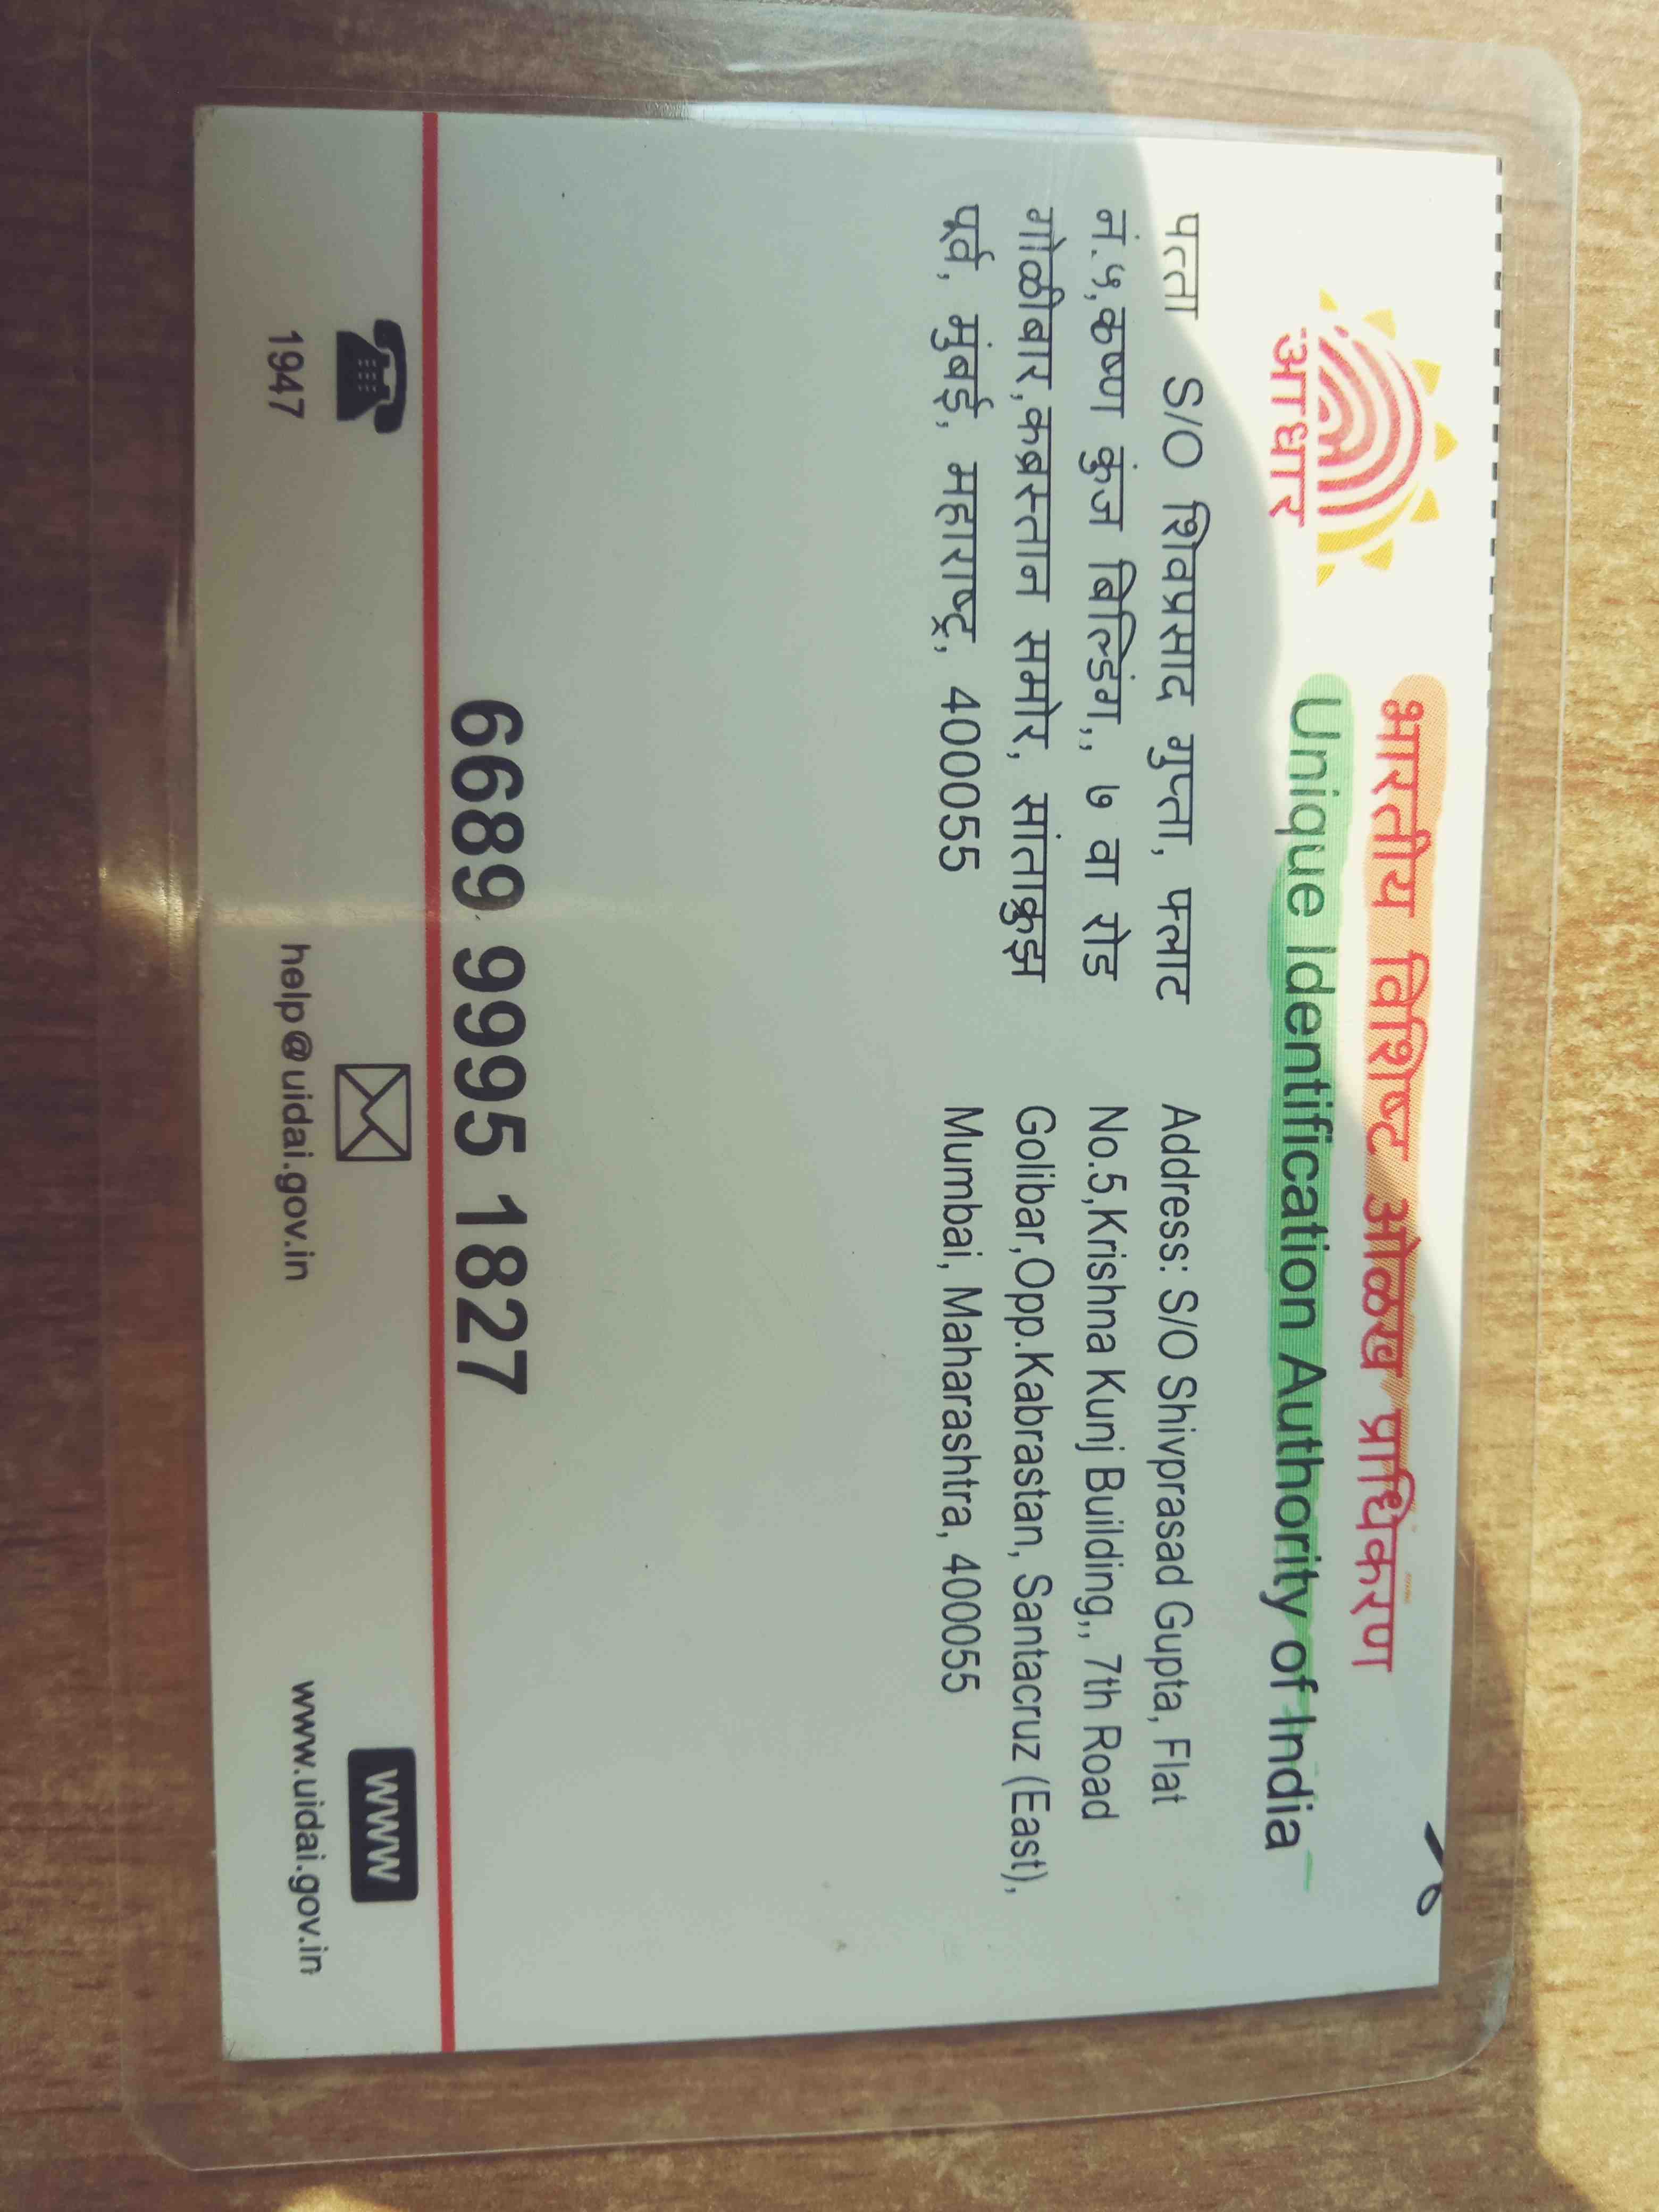 आधार
भारतीय विशिष्ट ओळख प्राधिकरण
Unique Identification Authority of India
पत्ता S/O शिवप्रसाद गुप्ता, फ्लाट
नं.५,कष्ण कुंज बिल्डिंग,, ७ वा रोड
गोळीबार,कब्रस्तान समोर, सांताक्रुझ
पूर्व, मुंबई, महाराष्ट्र, 400055
Address: S/O Shivprasad Gupta, Flat
No.5,Krishna Kunj Building,, 7th Road
Golibar,Opp.Kabrastan, Santacruz (East),
Mumbai, Maharashtra, 400055
6689 9995 1827
1947
help@uidai.gov.in
www
www.uidai.gov.in